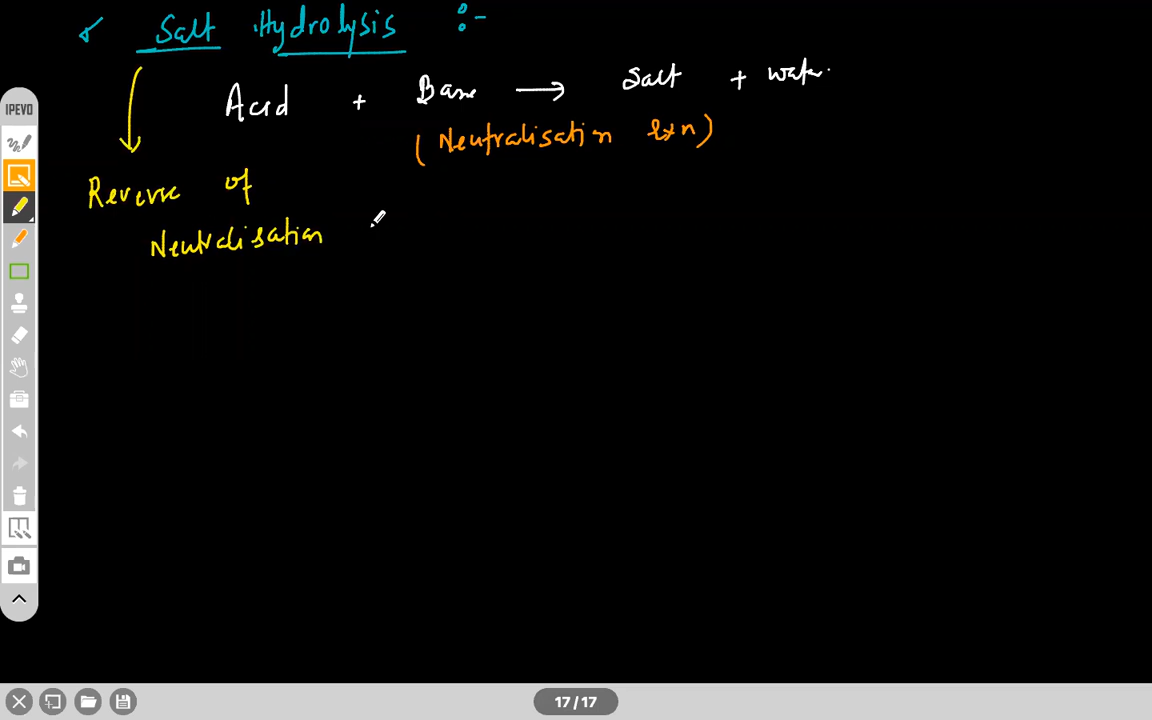 Salt Hydrolysis :-
Acid + Base → Salt + water.
(Neutralisation rxn)
Reverse of
Neutralisation
IPEVO
17/17